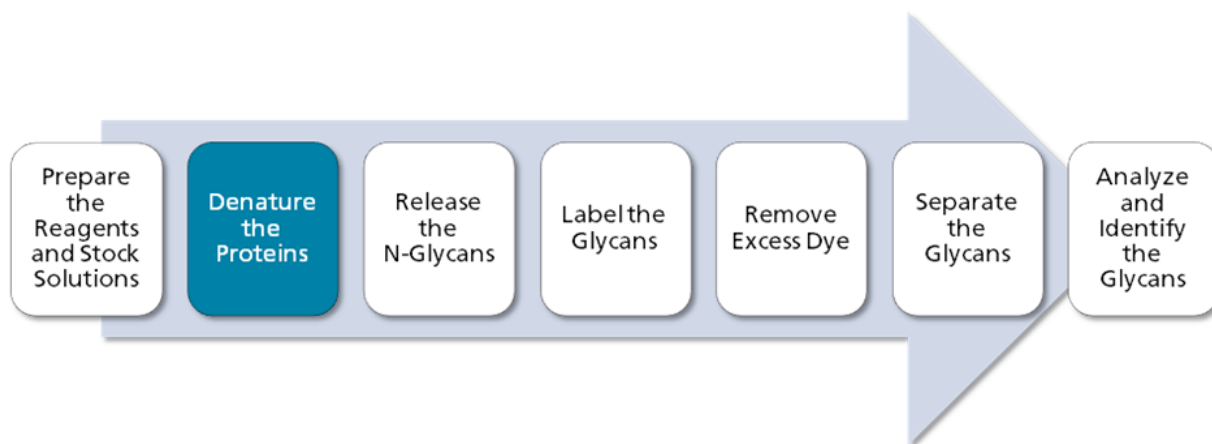 Prepare
the
Reagents
and Stock
Solutions
Denature
the
Proteins
Release
the
N-Glycans
Label the
Glycans
Remove
Excess Dye
Separate
the
Glycans
Analyze
and
Identify
the
Glycans